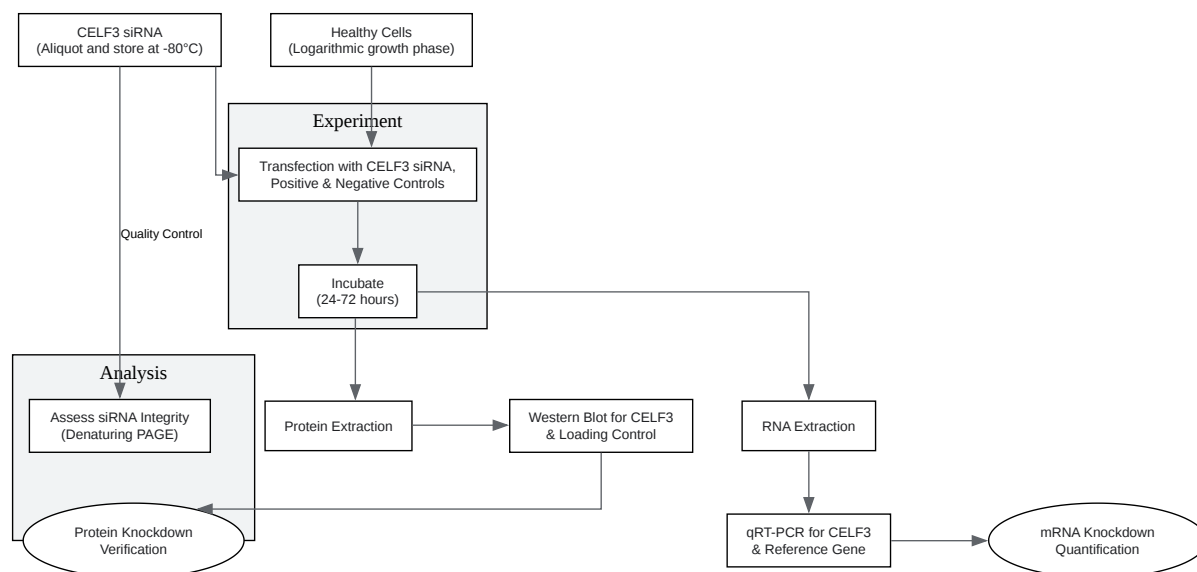 CELF3 siRNA
(Aliquot and store at -80°C)
Healthy Cells
(Logarithmic growth phase)
Experiment
Transfection with CELF3 siRNA,
Positive & Negative Controls
Quality Control
Incubate
(24-72 hours)
Analysis
Assess siRNA Integrity
(Denaturing PAGE)
Protein Extraction
Western Blot for CELF3
& Loading Control
RNA Extraction
Protein Knockdown
Verification
qRT-PCR for CELF3
& Reference Gene
mRNA Knockdown
Quantification